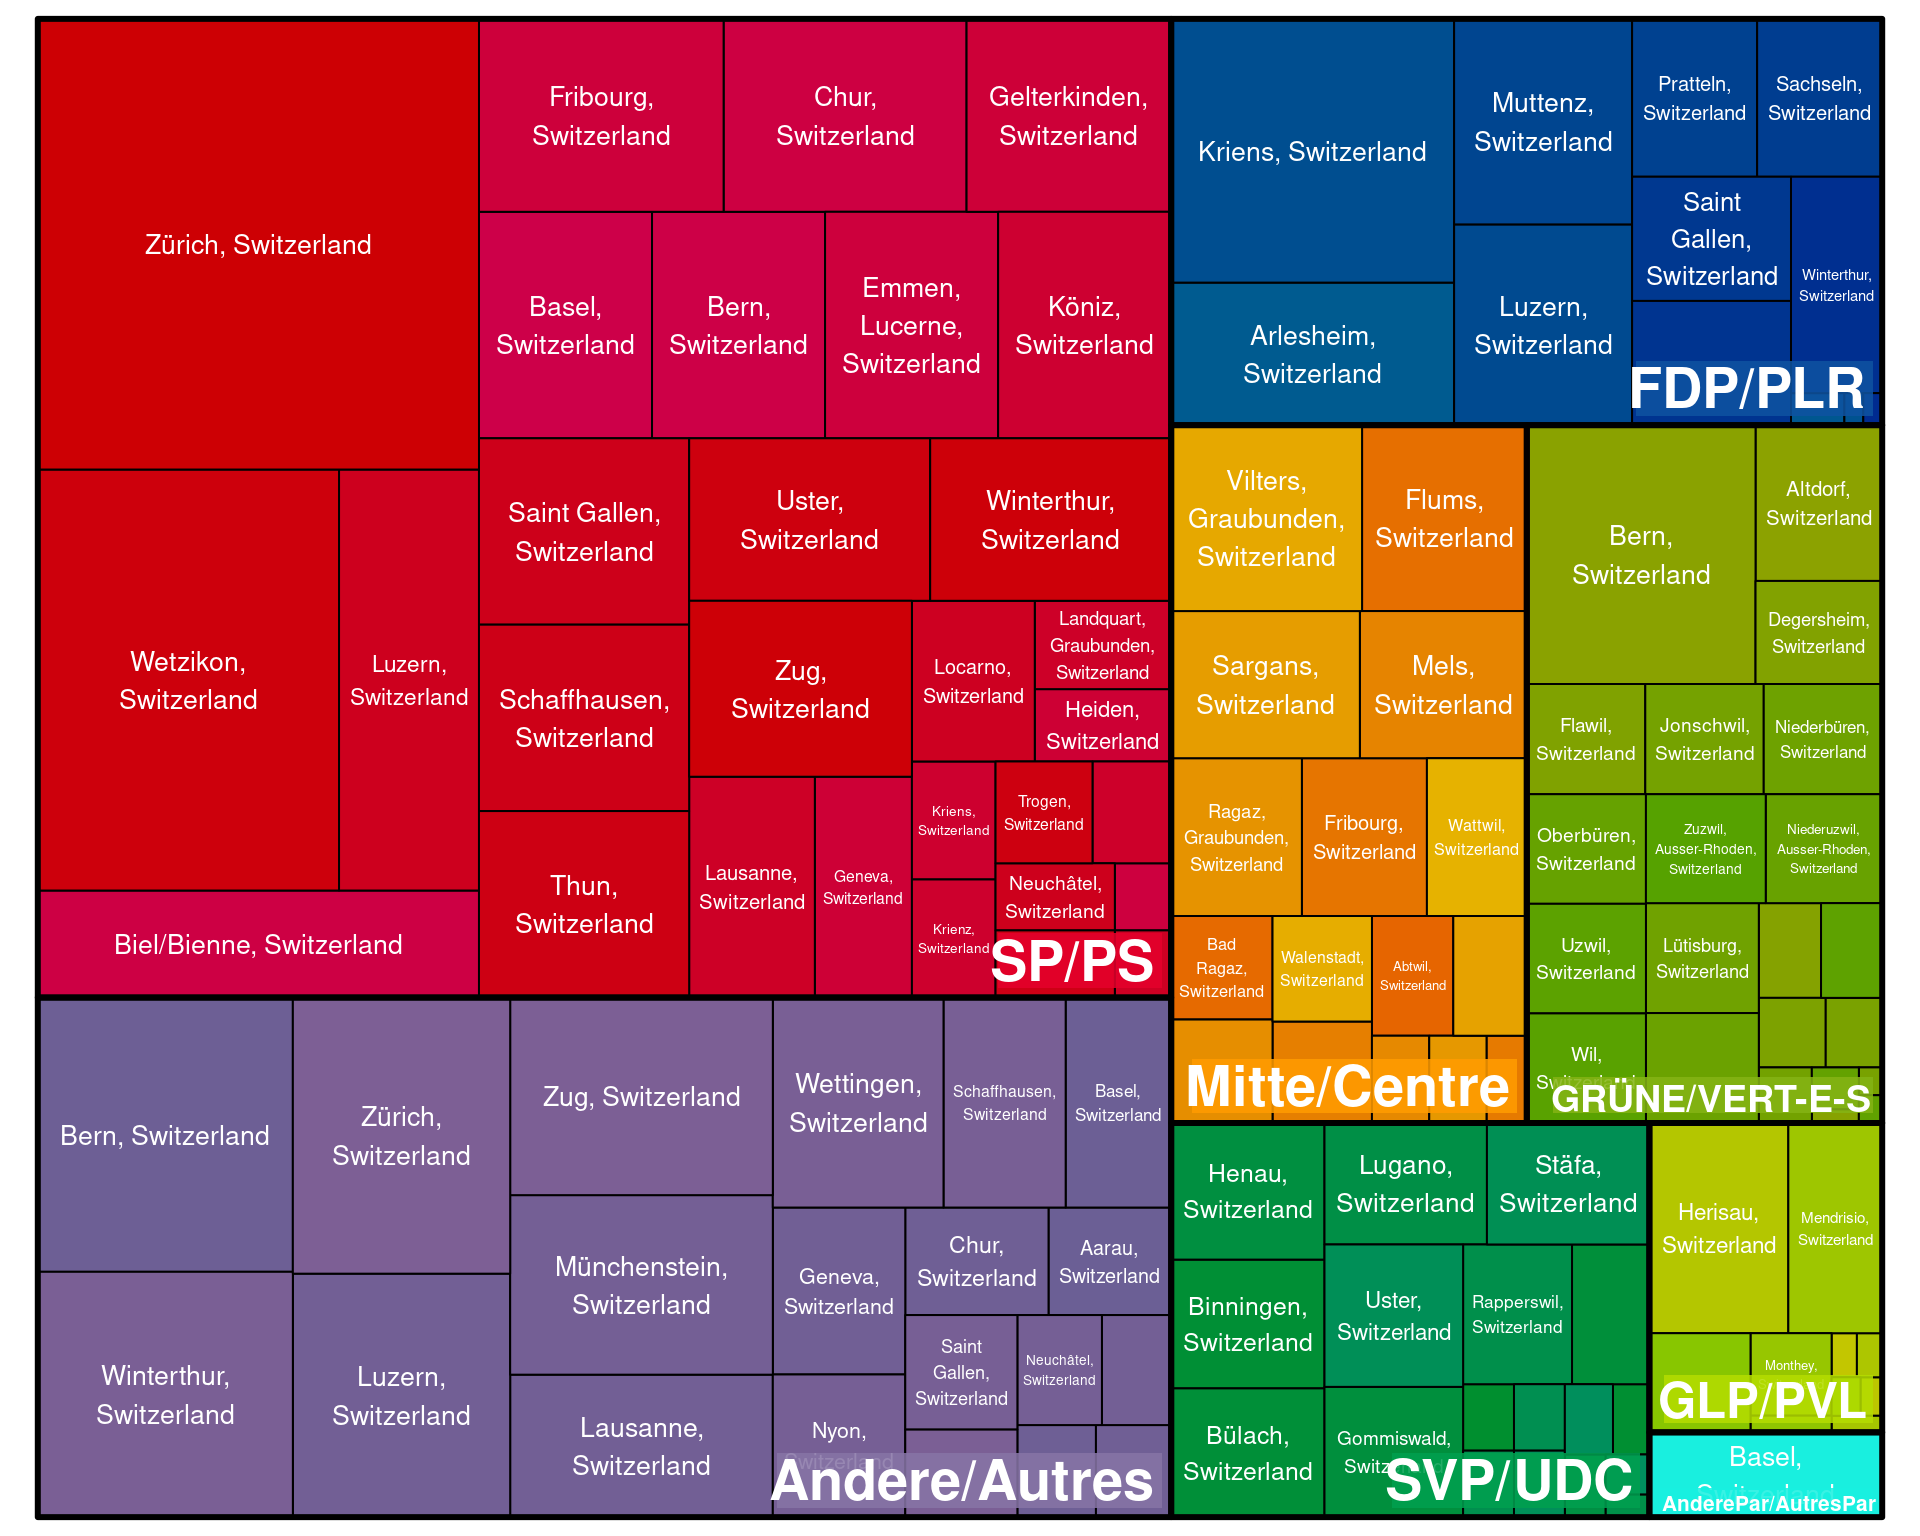 Zürich, Switzerland
Wetzikon,
Switzerland
Luzern,
Switzerland
Biel/Bienne, Switzerland
Fribourg,
Switzerland
Chur,
Switzerland
Gelterkinden,
Switzerland
Basel,
Switzerland
Bern,
Switzerland
Emmen,
Lucerne,
Switzerland
Köniz,
Switzerland
Saint Gallen,
Switzerland
Uster,
Switzerland
Winterthur,
Switzerland
Schaffhausen,
Switzerland
Thun,
Switzerland
Zug,
Switzerland
Locarno,
Switzerland
Landquart,
Graubunden,
Switzerland
Heiden,
Switzerland
Lausanne,
Switzerland
Geneva,
Switzerland
Kriens,
Switzerland
Krienz,
Switzerland
Trogen,
Switzerland
Neuchâtel,
Switzerland
SP/PS
Kriens, Switzerland
Arlesheim,
Switzerland
Muttenz,
Switzerland
Luzern,
Switzerland
Pratteln,
Switzerland
Sachseln,
Switzerland
Saint
Gallen,
Switzerland
Winterthur,
Switzerland
FDP/PLR
Vilters,
Graubunden,
Switzerland
Flums,
Switzerland
Sargans,
Switzerland
Mels,
Switzerland
Ragaz,
Graubunden,
Switzerland
Fribourg,
Switzerland
Wattwil,
Switzerland
Bad
Ragaz,
Switzerland
Walenstadt,
Switzerland
Abtwil,
Switzerland
Mitte/Centre
Bern,
Switzerland
Altdorf,
Switzerland
Degersheim,
Switzerland
Flawil,
Switzerland
Jonschwil,
Switzerland
Niederbüren,
Switzerland
Oberbüren,
Switzerland
Zuzwil,
Ausser-Rhoden,
Switzerland
Niederuzwil,
Ausser-Rhoden,
Switzerland
Uzwil,
Switzerland
Lütisburg,
Switzerland
Wil,
Switzerland
GRÜNE/VERT-E-S
Bern, Switzerland
Zürich,
Switzerland
Winterthur,
Switzerland
Luzern,
Switzerland
Zug, Switzerland
Münchenstein,
Switzerland
Lausanne,
Switzerland
Wettingen,
Switzerland
Schaffhausen,
Switzerland
Basel,
Switzerland
Geneva,
Switzerland
Chur,
Switzerland
Aarau,
Switzerland
Saint
Gallen,
Switzerland
Neuchâtel,
Switzerland
Nyon,
Switzerland
Andere/Autres
Henau,
Switzerland
Lugano,
Switzerland
Stäfa,
Switzerland
Binningen,
Switzerland
Uster,
Switzerland
Rapperswil,
Switzerland
Bülach,
Switzerland
Gommiswald,
Switzerland
SVP/UDC
Herisau,
Switzerland
Mendrisio,
Switzerland
Monthey,
GLP/PVL
Basel,
Switzerland
AnderePar/AutresPar